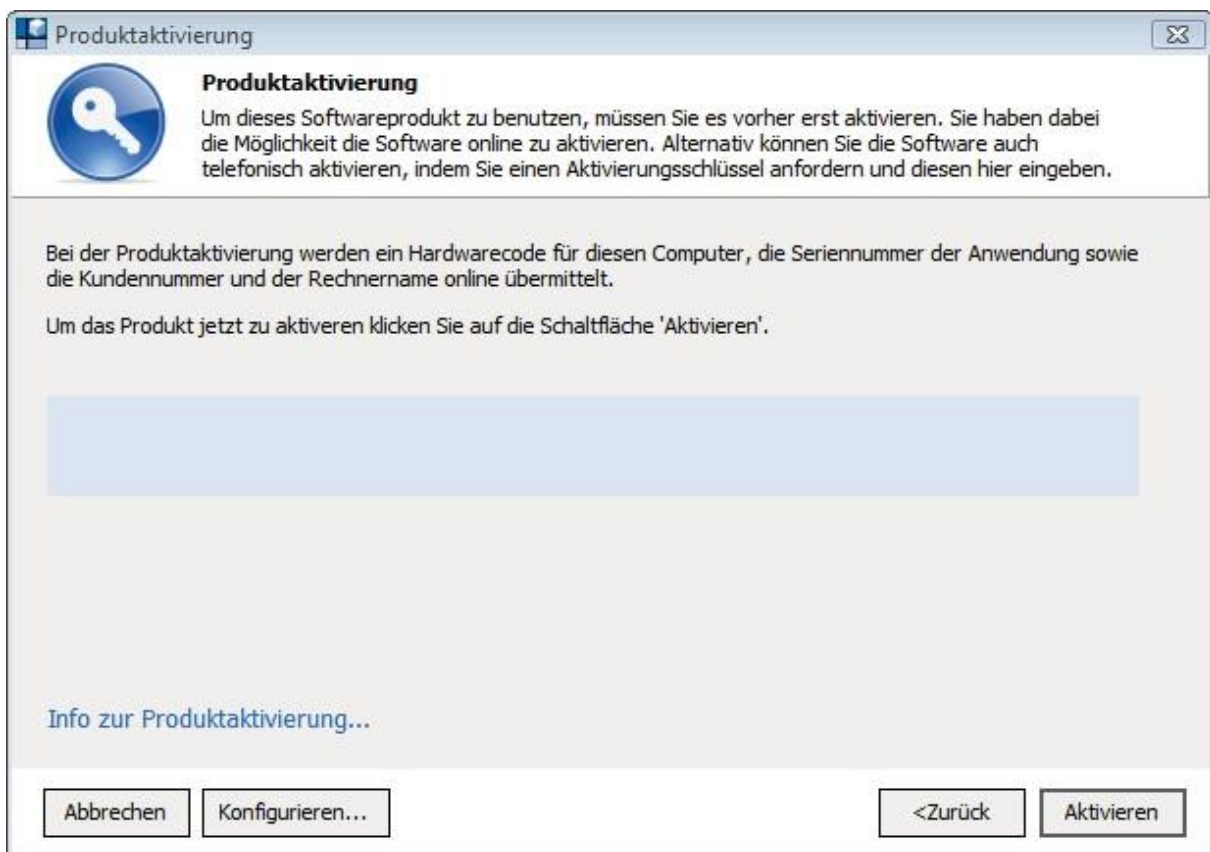 Produktaktivierung
Produktaktivierung
Um dieses Softwareprodukt zu benutzen, müssen Sie es vorher erst aktivieren. Sie haben dabei
die Möglichkeit die Software online zu aktivieren. Alternativ können Sie die Software auch
telefonisch aktivieren, indem Sie einen Aktivierungsschlüssel anfordern und diesen hier eingeben.
Bei der Produktaktivierung werden ein Hardwarecode für diesen Computer, die Seriennummer der Anwendung sowie
die Kundennummer und der Rechnername online übermittelt.
Um das Produkt jetzt zu aktiveren klicken Sie auf die Schaltfläche 'Aktivieren'.
Info zur Produktaktivierung...
Abbrechen Konfigurieren... <Zurück Aktivieren